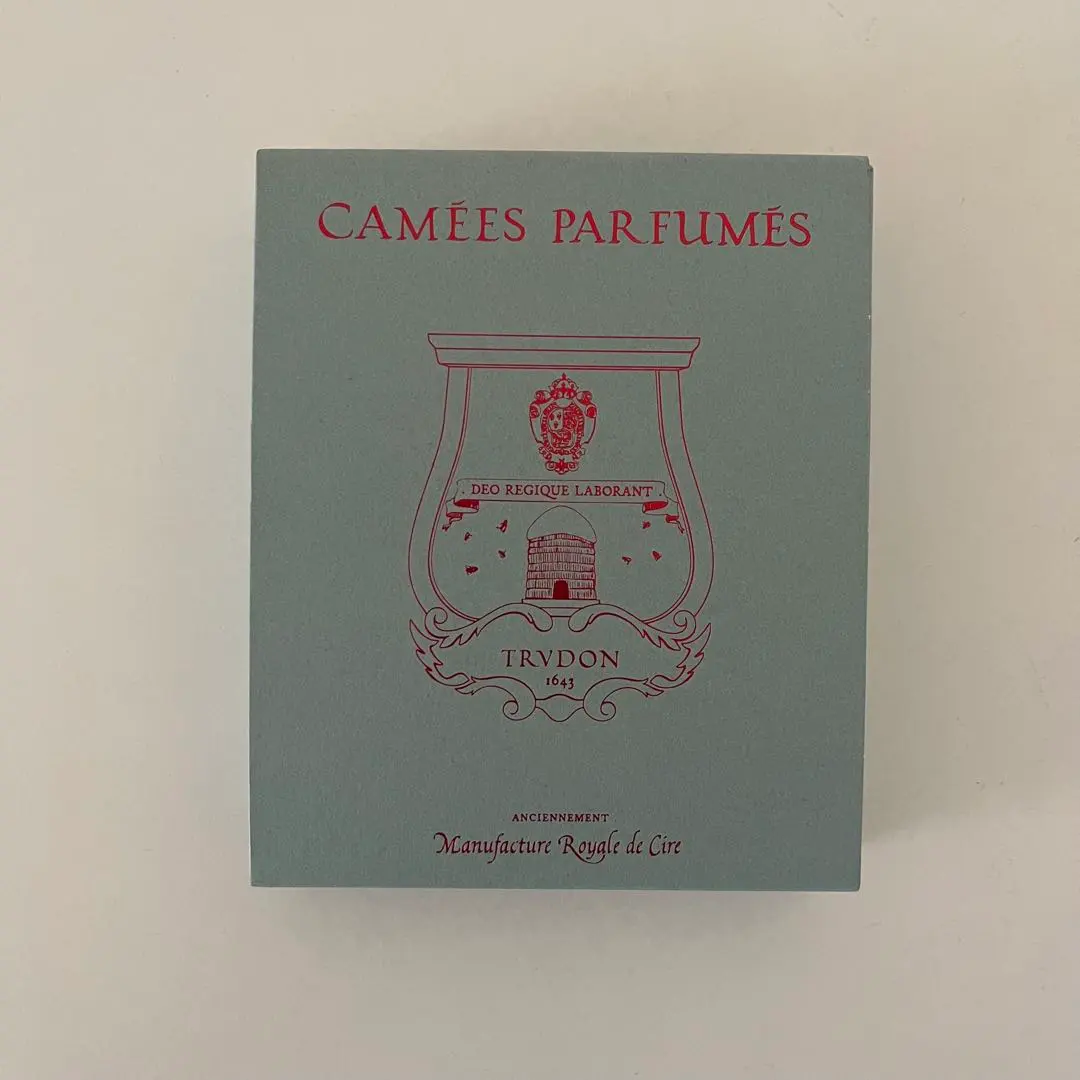 CAMÉES PARFUMÉS
DEO REGIQUE LABORANT
TRVDON
1643
ANCIENNEMENT
Manufacture Royale de Cire